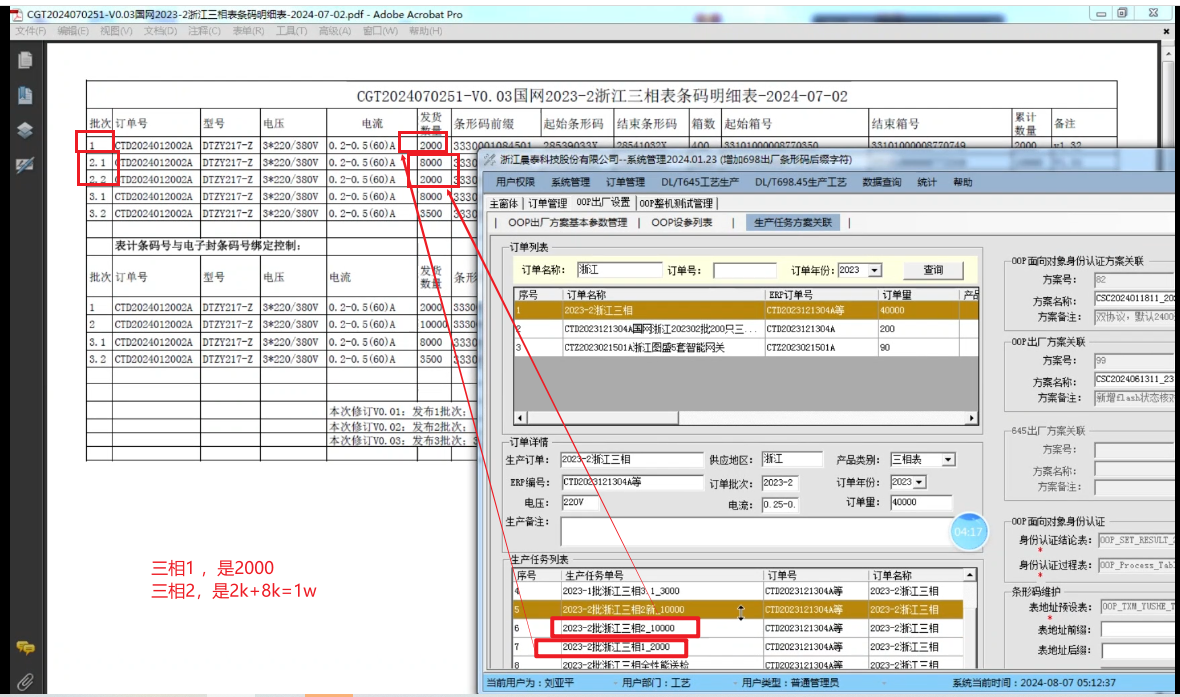 CGT2024070251-V0.03国网2023-2浙江三相表条码明细表-2024-07-02.pdf - Adobe Acrobat Pro
文件(F) 编辑(E) 视图(V) 文档(D) 注释(C) 表单(R) 工具(T) 高级(A) 窗口(W) 帮助(H)
CGT2024070251-V0.03国网2023-2浙江三相表条码明细表-2024-07-02
批次 订单号 型号 电压 电流 发货数量 条形码前缀 起始条形码 结束条形码 箱数 起始箱号 结束箱号 累计数量 备注
1 CTD2024012002A DTZY217-Z 3*220/380V 0.2-0.5(60)A 2000 3330001084501 28539033X 28541032X 400 33101000008770350 33101000008770749 2000 v1.32
2.1 CTD2024012002A DTZY217-Z 3*220/380V 0.2-0.5(60)A 8000 3330
2.2 CTD2024012002A DTZY217-Z 3*220/380V 0.2-0.5(60)A 2000 3330
3.1 CTD2024012002A DTZY217-Z 3*220/380V 0.2-0.5(60)A 8000 3330
3.2 CTD2024012002A DTZY217-Z 3*220/380V 0.2-0.5(60)A 3500 3330
表计条码号与电子封条码号绑定控制:
批次 订单号 型号 电压 电流 发货数量 条形
1 CTD2024012002A DTZY217-Z 3*220/380V 0.2-0.5(60)A 2000 3330
2 CTD2024012002A DTZY217-Z 3*220/380V 0.2-0.5(60)A 10000 3330
3.1 CTD2024012002A DTZY217-Z 3*220/380V 0.2-0.5(60)A 8000 3330
3.2 CTD2024012002A DTZY217-Z 3*220/380V 0.2-0.5(60)A 3500 3330
本次修订V0.01: 发布1批次;
本次修订V0.02: 发布2批次;
本次修订V0.03: 发布3批次;
三相1，是2000
三相2，是2k+8k=1w
浙江晨泰科技股份有限公司--系统管理2024.01.23 (增加698出厂条形码后缀字符)
用户权限 系统管理 订单管理 DL/T645工艺生产 DL/T698.45生产工艺 数据查询 统计 帮助
主窗体 | 订单管理 OOP出厂设置 OOP整机测试管理
| OOP出厂方案基本参数管理 | OOP设参列表 | 生产任务方案关联 |
订单列表
订单名称: 浙江 订单号: 订单年份: 2023 查询
序号 订单名称 ERP订单号 订单量 产品
1 2023-2浙江三相 CTD2023121304A等 40000
2 CTD2023121304A国网浙江202302批200只三... CTD2023121304A 200
3 CTZ2023021501A浙江图盛5套智能网关 CTZ2023021501A 90
订单详情
生产订单: 2023-2浙江三相 供应地区: 浙江 产品类别: 三相表
ERP编号: CTD2023121304A等 订单批次: 2023-2 订单年份: 2023
电压: 220V 电流: 0.25-0. 订单量: 40000
生产备注:
04:17
生产任务列表
序号 生产任务单号 订单号 订单名称
4 2023-1批浙江三相3.1_3000 CTD2023121304A等 2023-2浙江三相
5 2023-2批浙江三相2新_10000 CTD2023121304A等 2023-2浙江三相
6 2023-2批浙江三相2_10000 CTD2023121304A等 2023-2浙江三相
7 2023-2批浙江三相1_2000 CTD2023121304A等 2023-2浙江三相
8 2023-2批浙江三相全性能送检 CTD2023121304A等 2023-2浙江三相
OOP面向对象身份认证方案关联
方案号: 82
方案名称: CSC2024011811_20
方案备注: 双协议，默认2400
OOP出厂方案关联
方案号: 99
方案名称: CSC2024061311_23
方案备注: 新增flash状态核
645出厂方案关联
方案号:
方案名称:
方案备注:
OOP面向对象身份认证
身份认证结论表: OOP_SET_RESULT_
*
身份认证过程表: OOP_Process_Tab
*
条形码维护
表地址预设表: OOP_TXM_YUSHE_T
*
表地址前缀:
表地址后缀:
当前用户为：刘亚平 - 用户部门：工艺 - 用户类型：普通管理员 - 系统当前时间：2024-08-07 05:12:37